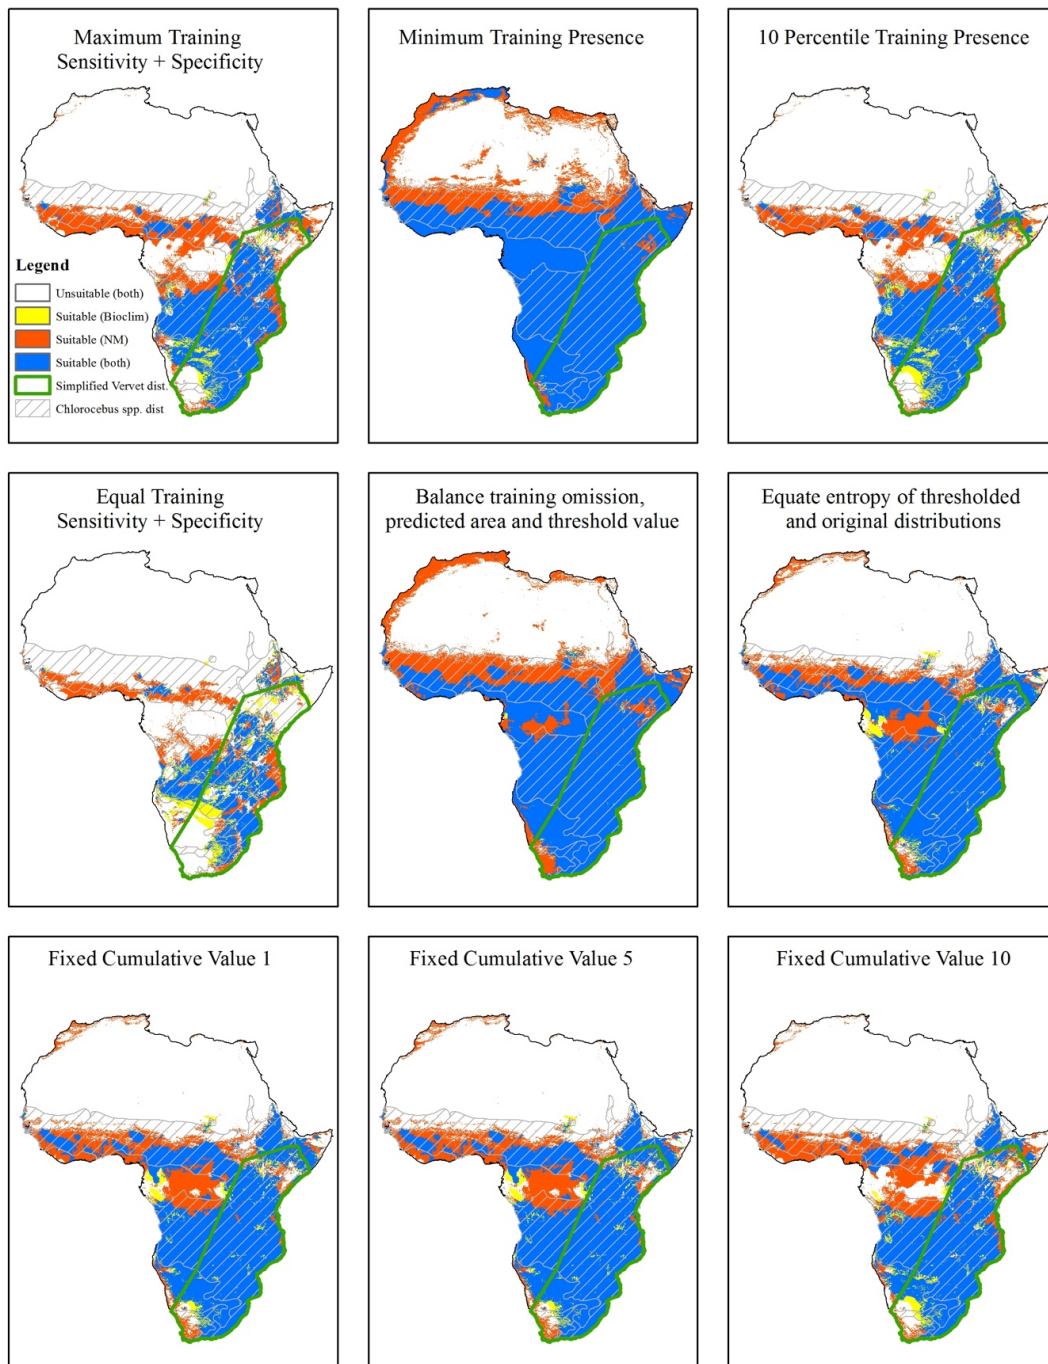 Maximum Training
Sensitivity + Specificity
Minimum Training Presence
10 Percentile Training Presence
Legend
Unsuitable (both)
Suitable (Bioclim)
Suitable (NM)
Suitable (both)
Simplified Vervet dist.
Chlorocebus spp. dist
Equal Training
Sensitivity + Specificity
Balance training omission,
predicted area and threshold value
Equate entropy of thresholded
and original distributions
Fixed Cumulative Value 1
Fixed Cumulative Value 5
Fixed Cumulative Value 10